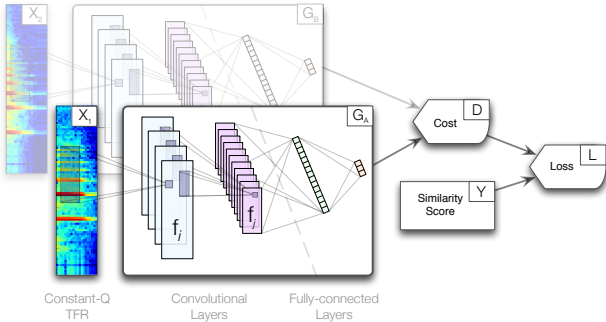 X2
GB
X1
GA
D
Cost
L
Loss
Similarity
Score
Y
fi
fj
Constant-Q
TFR
Convolutional
Layers
Fully-connected
Layers